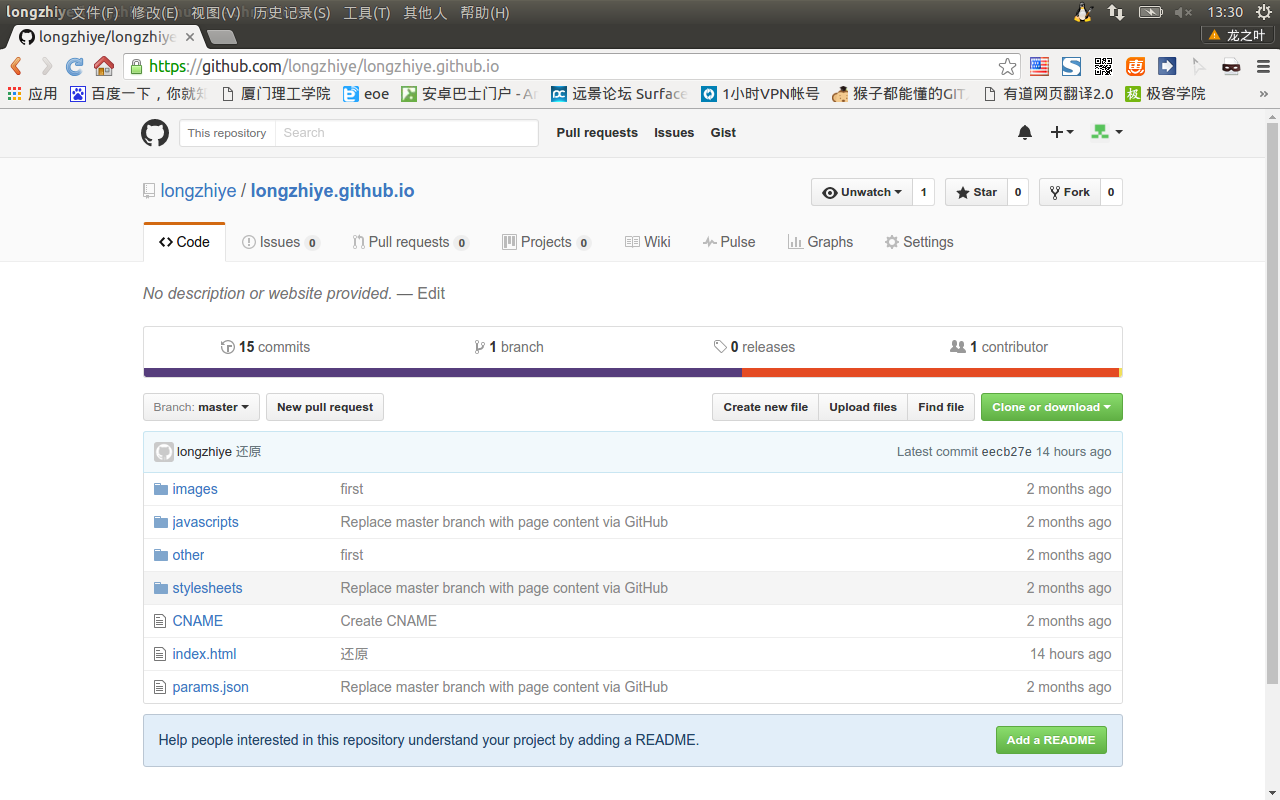 longzhiye 文件(F) 修改(E) 视图(V) 历史记录(S) 工具(T) 其他人 帮助(H) 13:30
longzhiye/longzhiye 龙之叶
https://github.com/longzhiye/longzhiye.github.io
应用 百度一下，你就知 厦门理工学院 eoe 安卓巴士门户 - An 远景论坛 Surface 1小时VPN帐号 猴子都能懂的GIT 有道网页翻译2.0 极客学院 »
This repository Search Pull requests Issues Gist
longzhiye / longzhiye.github.io Unwatch 1 Star 0 Fork 0
Code Issues 0 Pull requests 0 Projects 0 Wiki Pulse Graphs Settings
No description or website provided. — Edit
15 commits 1 branch 0 releases 1 contributor
Branch: master New pull request Create new file Upload files Find file Clone or download
longzhiye 还原 Latest commit eecb27e 14 hours ago
images first 2 months ago
javascripts Replace master branch with page content via GitHub 2 months ago
other first 2 months ago
stylesheets Replace master branch with page content via GitHub 2 months ago
CNAME Create CNAME 2 months ago
index.html 还原 14 hours ago
params.json Replace master branch with page content via GitHub 2 months ago
Help people interested in this repository understand your project by adding a README. Add a README